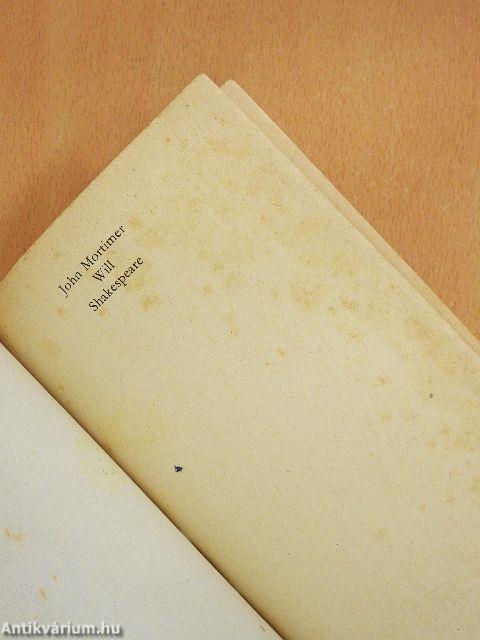 John Mortimer
Will
Shakespeare
Antikvárium.hu